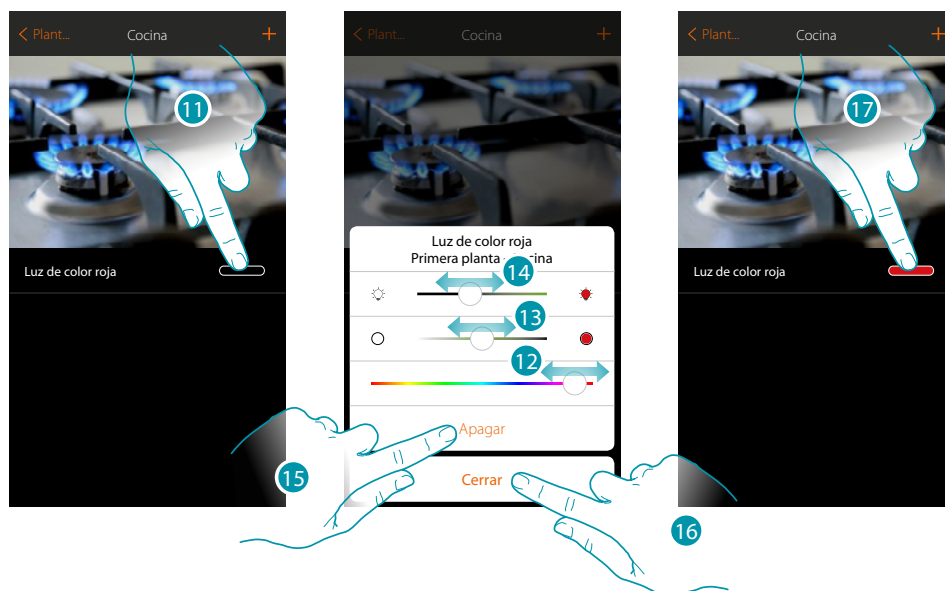 Plant...
Cocina
+
11
Luz de color roja
Plant...
Cocina
+
Luz de color roja
Primera planta - Cocina
14
13
12
Apagar
15
Cerrar
16
Plant...
Cocina
+
17
Luz de color roja